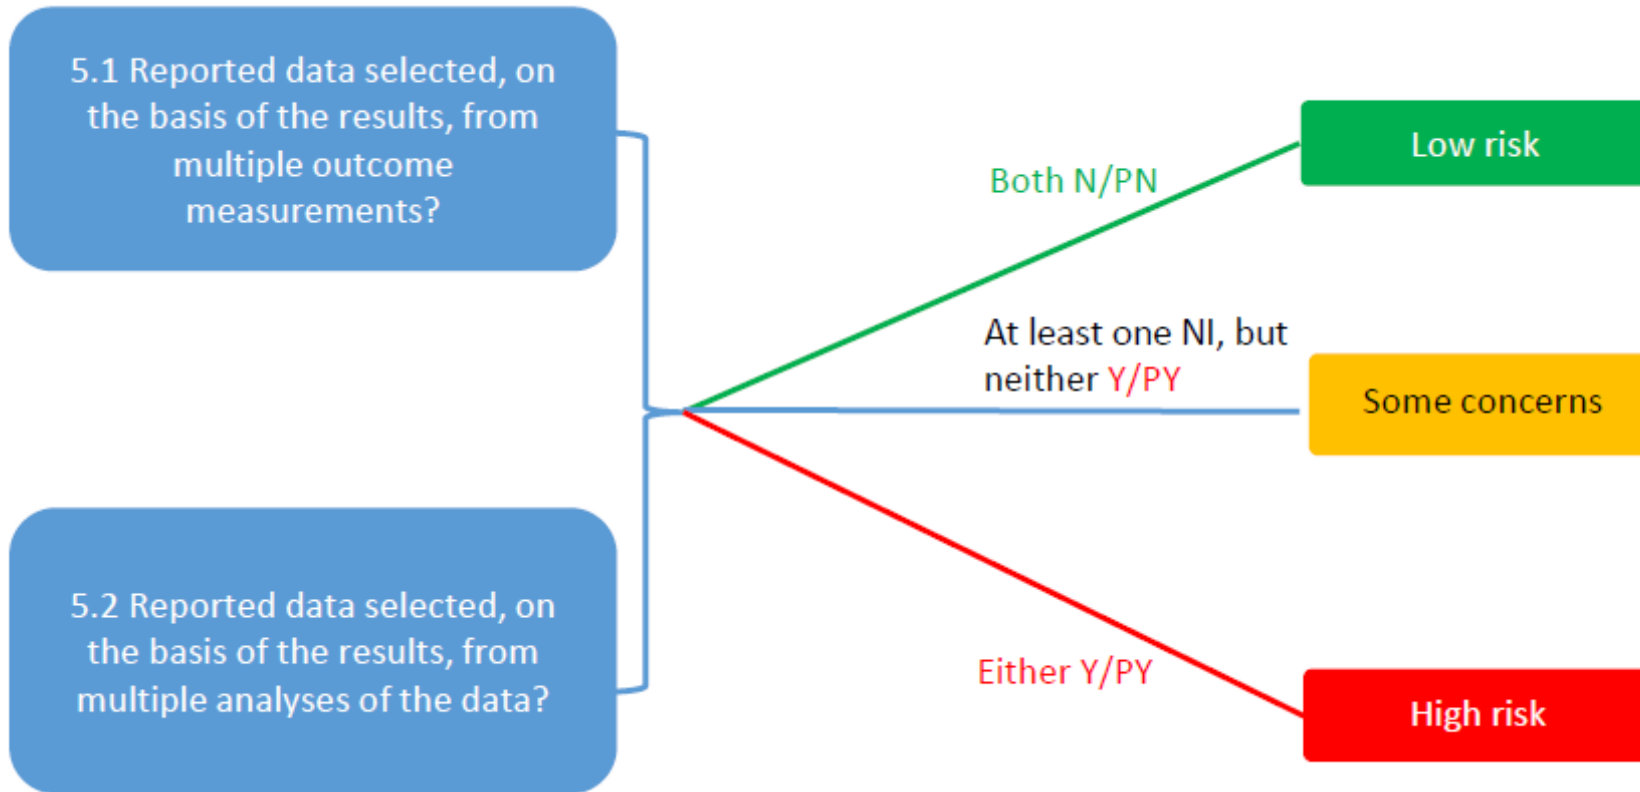 5.1 Reported data selected, on
the basis of the results, from
multiple outcome
measurements?
5.2 Reported data selected, on
the basis of the results, from
multiple analyses of the data?
Both N/PN
At least one NI, but
neither Y/PY
Either Y/PY
Low risk
Some concerns
High risk